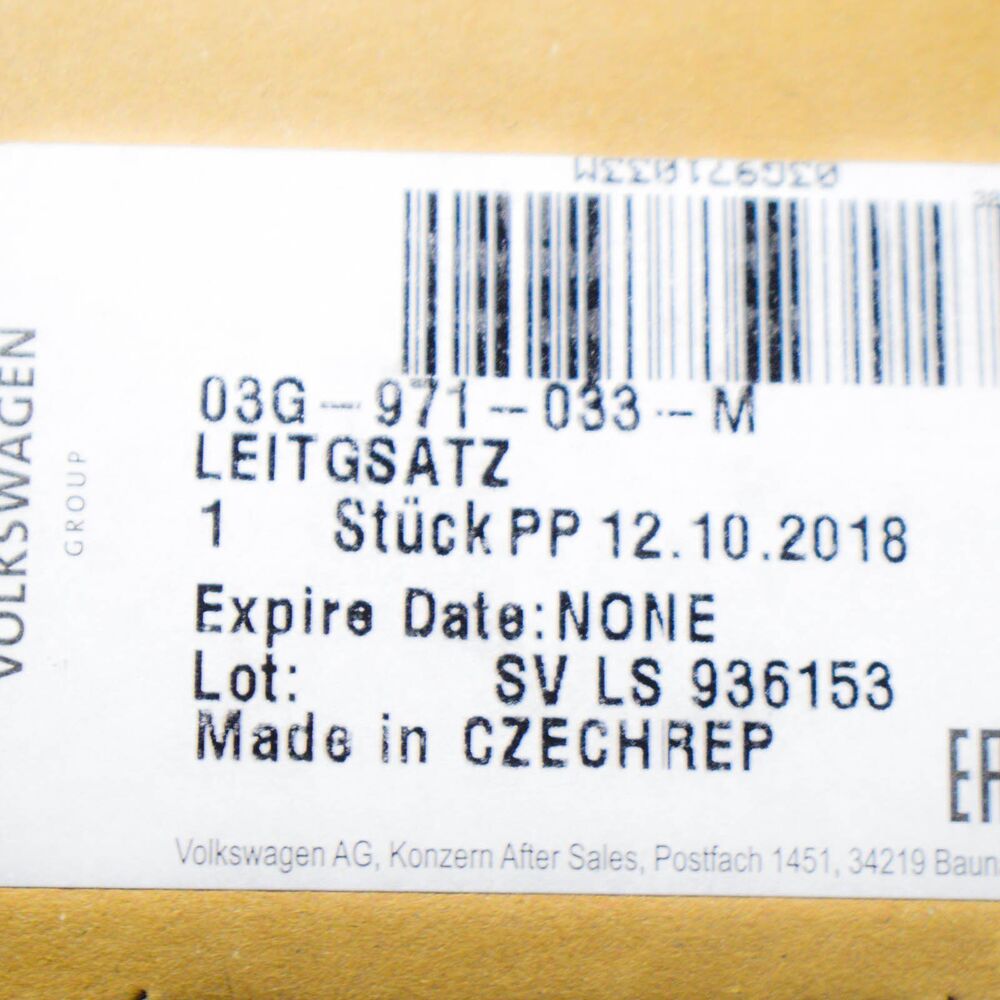 03G971033M
03G-971-033-M
LEITGSATZ
1 Stück PP 12.10.2018
Expire Date:NONE
Lot: SV LS 936153
Made in CZECHREP
Volkswagen AG, Konzern After Sales, Postfach 1451, 34219
VOLKSWAGEN
GROUP